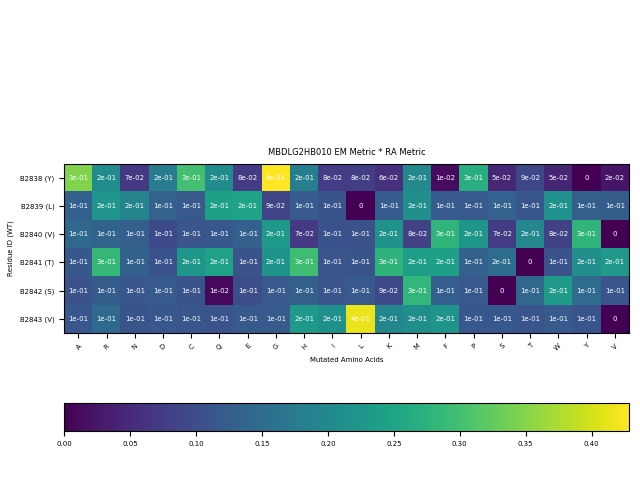 MBDLG2HB010 EM Metric * RA Metric
B2838 (Y) 3e-01 2e-01 7e-02 2e-01 3e-01 2e-01 8e-02 4e-01 2e-01 8e-02 8e-02 6e-02 2e-01 1e-02 3e-01 5e-02 9e-02 5e-02 0 2e-02
B2839 (L) 1e-01 2e-01 2e-01 1e-01 1e-01 2e-01 2e-01 9e-02 1e-01 1e-01 0 1e-01 2e-01 1e-01 1e-01 1e-01 1e-01 2e-01 1e-01 1e-01
B2840 (V) 1e-01 1e-01 1e-01 1e-01 1e-01 1e-01 1e-01 2e-01 7e-02 1e-01 1e-01 2e-01 8e-02 3e-01 2e-01 7e-02 2e-01 8e-02 3e-01 0
B2841 (T) 1e-01 3e-01 1e-01 1e-01 2e-01 2e-01 1e-01 2e-01 3e-01 1e-01 1e-01 3e-01 2e-01 2e-01 1e-01 2e-01 0 1e-01 2e-01 2e-01
B2842 (S) 1e-01 1e-01 1e-01 1e-01 1e-01 1e-02 1e-01 1e-01 1e-01 1e-01 1e-01 9e-02 3e-01 1e-01 1e-01 0 1e-01 2e-01 1e-01 1e-01
B2843 (V) 1e-01 1e-01 1e-01 1e-01 1e-01 1e-01 1e-01 1e-01 2e-01 2e-01 4e-01 2e-01 2e-01 2e-01 1e-01 1e-01 1e-01 1e-01 1e-01 0
Residue ID (WT)
A R N D C Q E G H I L K M F P S T W Y V
Mutated Amino Acids
0.00 0.05 0.10 0.15 0.20 0.25 0.30 0.35 0.40